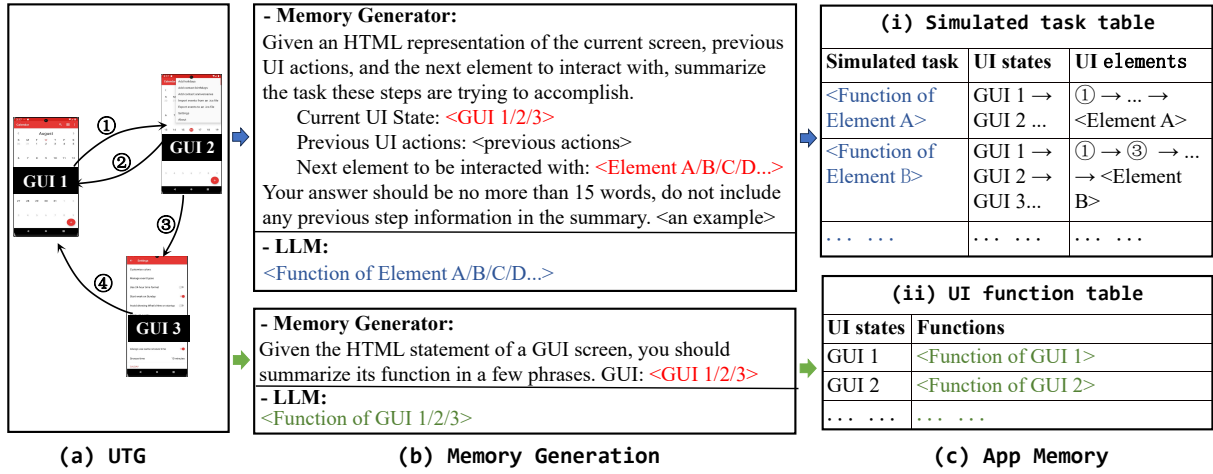 ①
②
③
④
GUI 1
GUI 2
GUI 3
August
Settings
About
Settings
(a) UTG
- Memory Generator:
Given an HTML representation of the current screen, previous
UI actions, and the next element to interact with, summarize
the task these steps are trying to accomplish.
Current UI State: <GUI 1/2/3>
Previous UI actions: <previous actions>
Next element to be interacted with: <Element A/B/C/D...>
Your answer should be no more than 15 words, do not include
any previous step information in the summary. <an example>
- LLM:
<Function of Element A/B/C/D...>
- Memory Generator:
Given the HTML statement of a GUI screen, you should
summarize its function in a few phrases. GUI: <GUI 1/2/3>
- LLM:
<Function of GUI 1/2/3>
(b) Memory Generation
(i) Simulated task table
Simulated task UI states UI elements
<Function of Element A>
GUI 1 →
GUI 2 ...
① → ... →
<Element A>
<Function of Element B>
GUI 1 →
GUI 2 →
GUI 3...
① → ③ → ...
→ <Element
B>
... ... ... ... ... ...
(ii) UI function table
UI states Functions
GUI 1 <Function of GUI 1>
GUI 2 <Function of GUI 2>
... ... ... ...
(c) App Memory